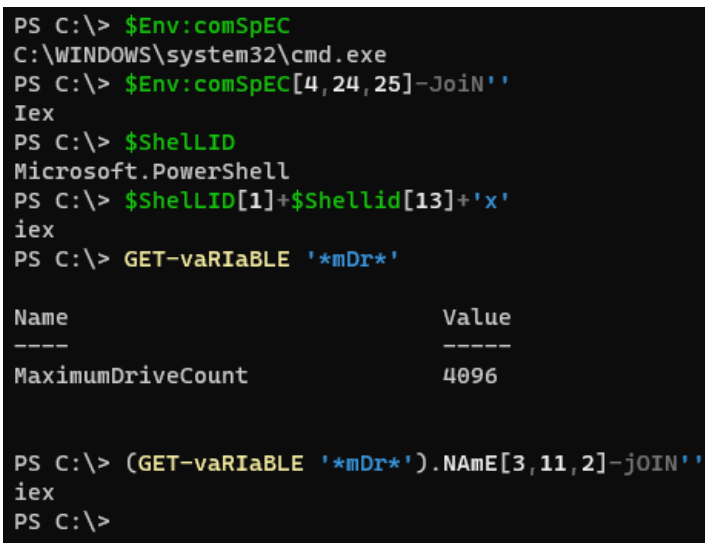 PS C:\> $Env:comSpEC
C:\WINDOWS\system32\cmd.exe
PS C:\> $Env:comSpEC[4,24,25]-JoiN''
Iex
PS C:\> $ShelLID
Microsoft.PowerShell
PS C:\> $ShelLID[1]+$Shellid[13]+'x'
iex
PS C:\> GET-vaRIaBLE '*mDr*'
Name                           Value
----                           -----
MaximumDriveCount              4096
PS C:\> (GET-vaRIaBLE '*mDr*').NAmE[3,11,2]-jOIN''
iex
PS C:\>